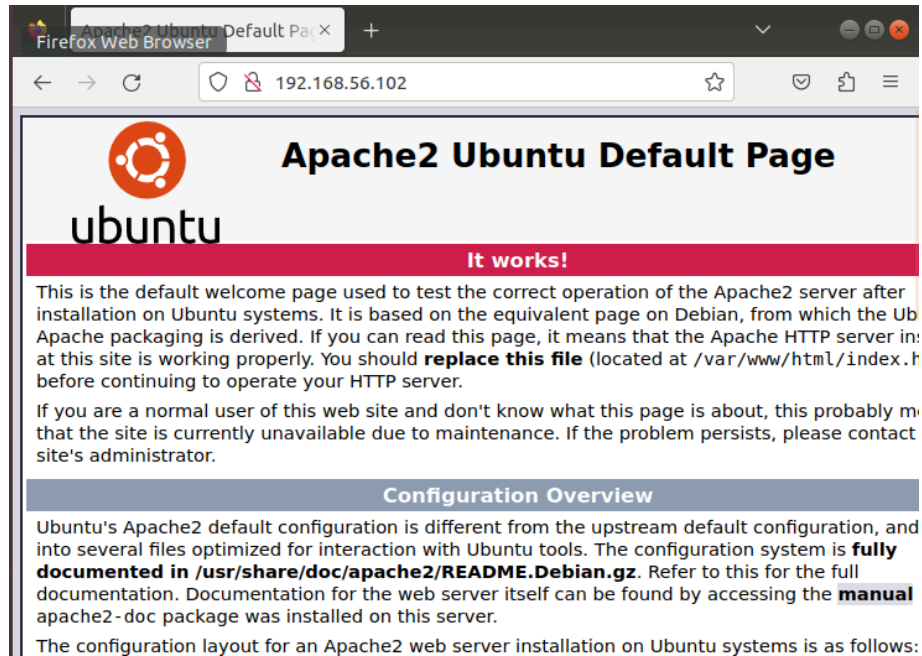 Apache2 Ubuntu Default Pag
Firefox Web Browser
192.168.56.102
ubuntu
Apache2 Ubuntu Default Page
It works!
This is the default welcome page used to test the correct operation of the Apache2 server after
installation on Ubuntu systems. It is based on the equivalent page on Debian, from which the Ub
Apache packaging is derived. If you can read this page, it means that the Apache HTTP server ins
at this site is working properly. You should replace this file (located at /var/www/html/index.h
before continuing to operate your HTTP server.
If you are a normal user of this web site and don't know what this page is about, this probably m
that the site is currently unavailable due to maintenance. If the problem persists, please contact
site's administrator.
Configuration Overview
Ubuntu's Apache2 default configuration is different from the upstream default configuration, and
into several files optimized for interaction with Ubuntu tools. The configuration system is fully
documented in /usr/share/doc/apache2/README.Debian.gz. Refer to this for the full
documentation. Documentation for the web server itself can be found by accessing the manual
apache2-doc package was installed on this server.
The configuration layout for an Apache2 web server installation on Ubuntu systems is as follows: